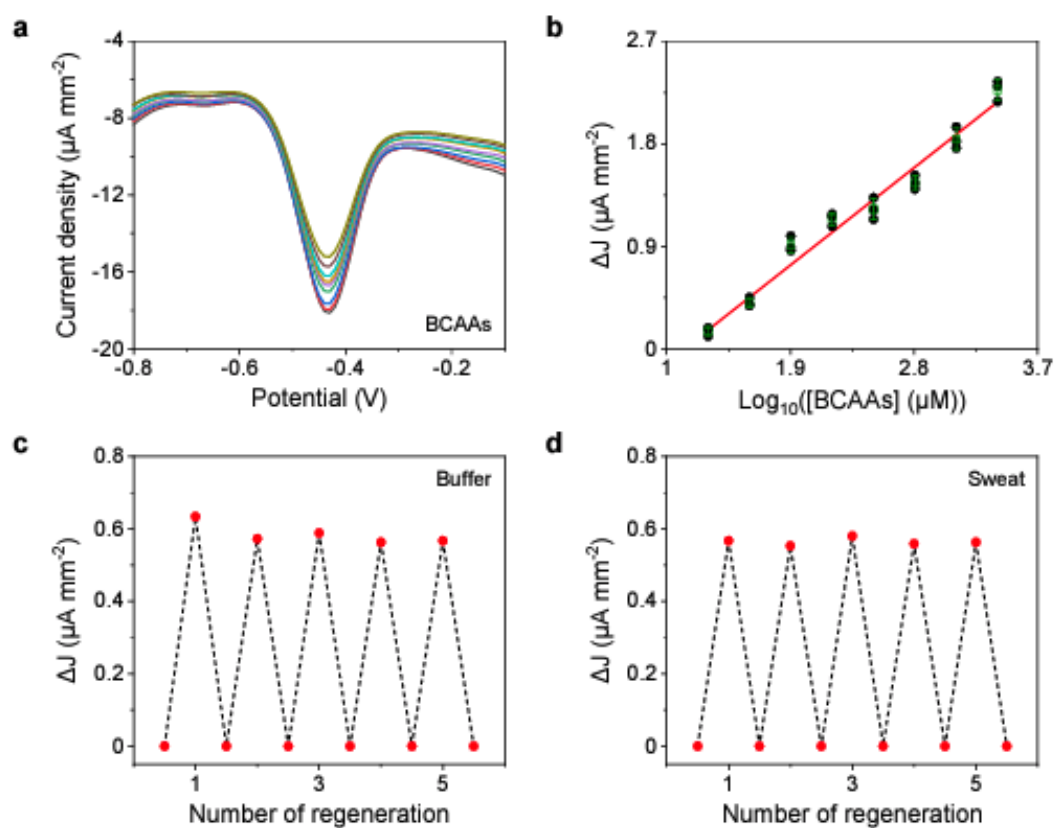 a
-4
-8
-12
-16
-20
Current density (µA mm⁻²)
-0.8
-0.6
-0.4
-0.2
Potential (V)
BCAAs
b
2.7
1.8
0.9
0
ΔJ (µA mm⁻²)
1
1.9
2.8
3.7
Log₁₀([BCAAs] (µM))
c
0.8
0.6
0.4
0.2
0
ΔJ (µA mm⁻²)
Buffer
1
3
5
Number of regeneration
d
0.8
0.6
0.4
0.2
0
ΔJ (µA mm⁻²)
Sweat
1
3
5
Number of regeneration